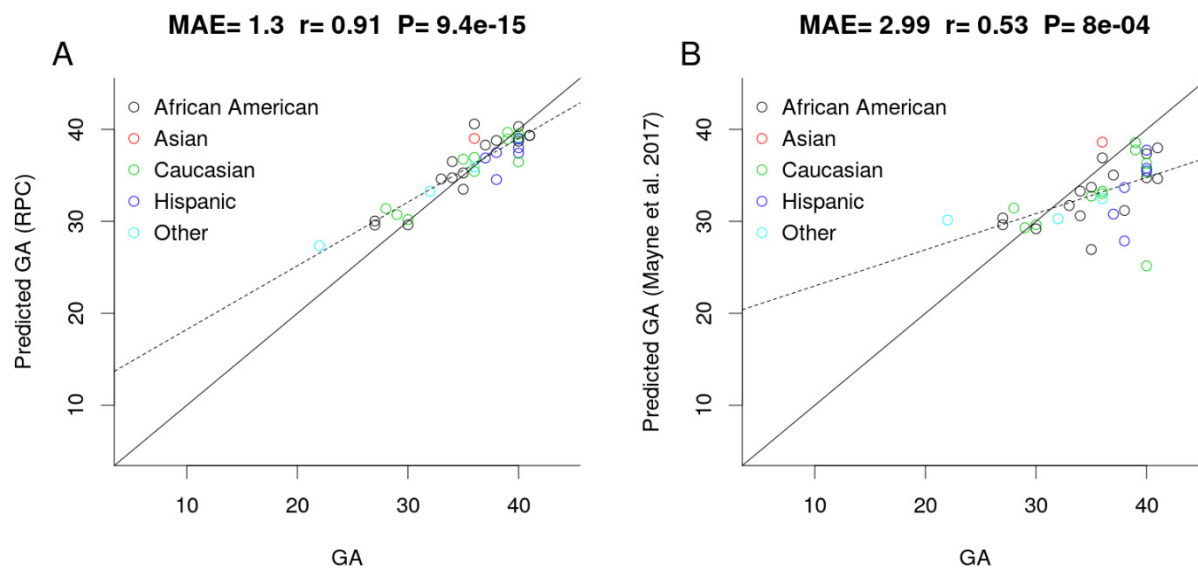 MAE= 1.3 r= 0.91 P= 9.4e-15
A
African American
Asian
Caucasian
Hispanic
Other
Predicted GA (RPC)
40
30
20
10
10 20 30 40
GA
MAE= 2.99 r= 0.53 P= 8e-04
B
African American
Asian
Caucasian
Hispanic
Other
Predicted GA (Mayne et al. 2017)
40
30
20
10
10 20 30 40
GA